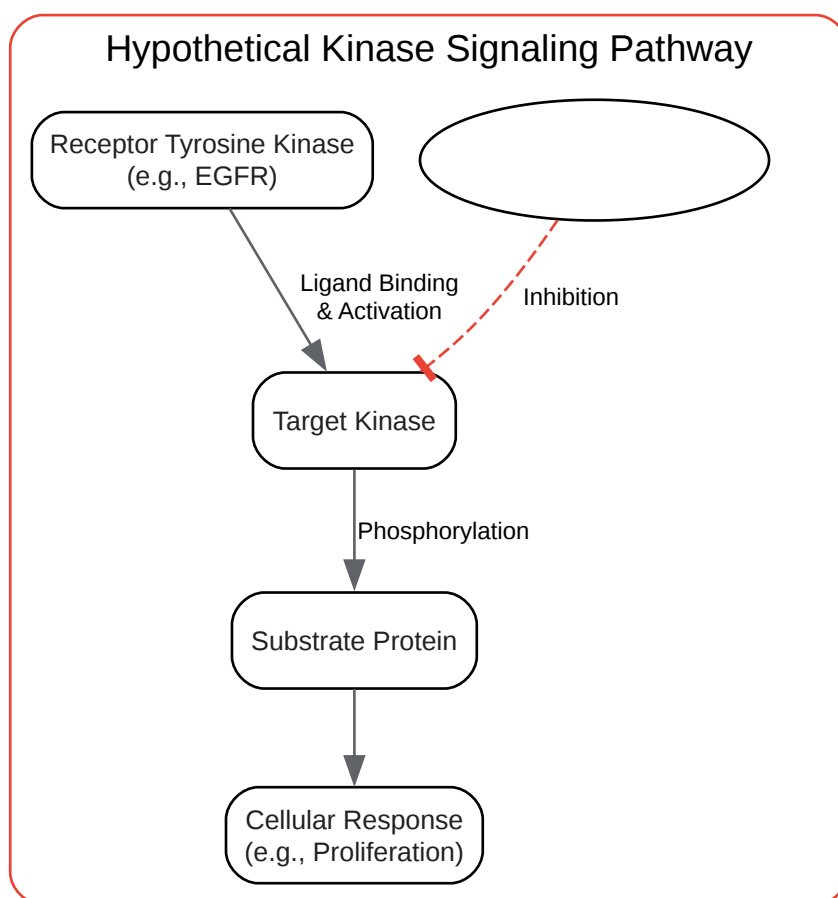 Hypothetical Kinase Signaling Pathway
Receptor Tyrosine Kinase
(e.g., EGFR)
Ligand Binding
& Activation
Inhibition
Target Kinase
Phosphorylation
Substrate Protein
Cellular Response
(e.g., Proliferation)